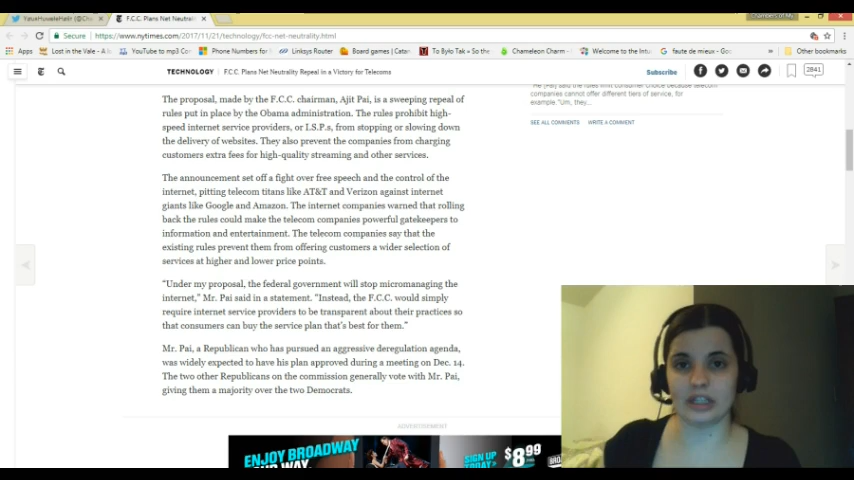 YatueHuweleHatir (@Cho
F.C.C. Plans Net Neutrali
Secure
https://www.nytimes.com/2017/11/21/technology/fcc-net-neutrality.html
Apps
Lost in the Vale - A
YouTube to mp3 Con
Phone Numbers for
Linksys Router
Board games | Catan
To Było Tak « So the
Chameleon Charm -
Welcome to the Intu
faute de mieux - Goo
Other bookmarks
TECHNOLOGY
F.C.C. Plans Net Neutrality Repeal in a Victory for Telecoms
Subscribe
2841
The proposal, made by the F.C.C. chairman, Ajit Pai, is a sweeping repeal of
rules put in place by the Obama administration. The rules prohibit high-
speed internet service providers, or I.S.P.s, from stopping or slowing down
the delivery of websites. They also prevent the companies from charging
customers extra fees for high-quality streaming and other services.
The announcement set off a fight over free speech and the control of the
internet, pitting telecom titans like AT&T and Verizon against internet
giants like Google and Amazon. The internet companies warned that rolling
back the rules could make the telecom companies powerful gatekeepers to
information and entertainment. The telecom companies say that the
existing rules prevent them from offering customers a wider selection of
services at higher and lower price points.
“Under my proposal, the federal government will stop micromanaging the
internet,” Mr. Pai said in a statement. “Instead, the F.C.C. would simply
require internet service providers to be transparent about their practices so
that consumers can buy the service plan that’s best for them.”
Mr. Pai, a Republican who has pursued an aggressive deregulation agenda,
was widely expected to have his plan approved during a meeting on Dec. 14.
The two other Republicans on the commission generally vote with Mr. Pai,
giving them a majority over the two Democrats.
"Me [Pai] said the rules limit consumer choice because telecom
companies cannot offer different tiers of service, for
example."Um, they...
SEE ALL COMMENTS
WRITE A COMMENT
ADVERTISEMENT
ENJOY BROADWAY
WAY
SIGN UP
TODAY>
$8.99